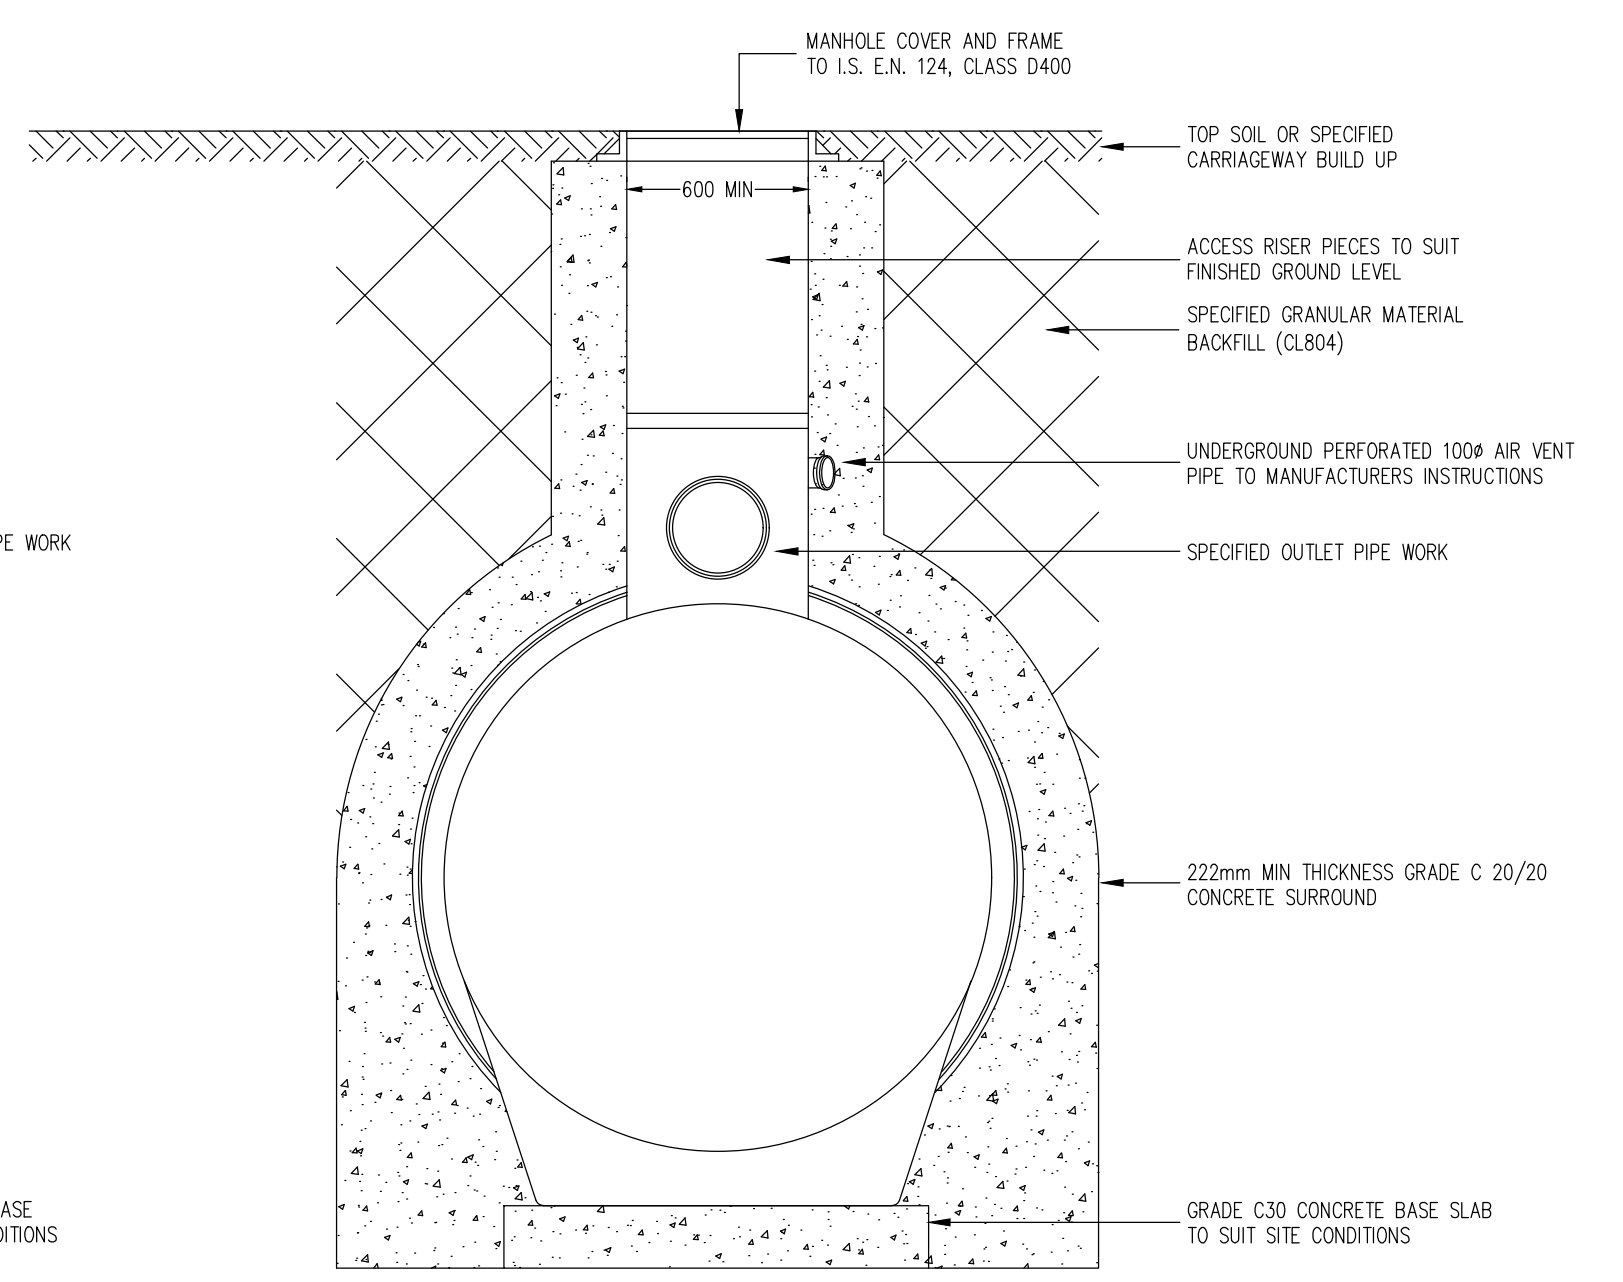 MANHOLE COVER AND FRAME
TO I.S. E.N. 124, CLASS D400
TOP SOIL OR SPECIFIED
CARRIAGEWAY BUILD UP
600 MIN
ACCESS RISER PIECES TO SUIT
FINISHED GROUND LEVEL
SPECIFIED GRANULAR MATERIAL
BACKFILL (CL804)
UNDERGROUND PERFORATED 100ø AIR VENT
PIPE TO MANUFACTURERS INSTRUCTIONS
WORK
SPECIFIED OUTLET PIPE WORK
222mm MIN THICKNESS GRADE C 20/20
CONCRETE SURROUND
GRADE C30 CONCRETE BASE SLAB
TO SUIT SITE CONDITIONS